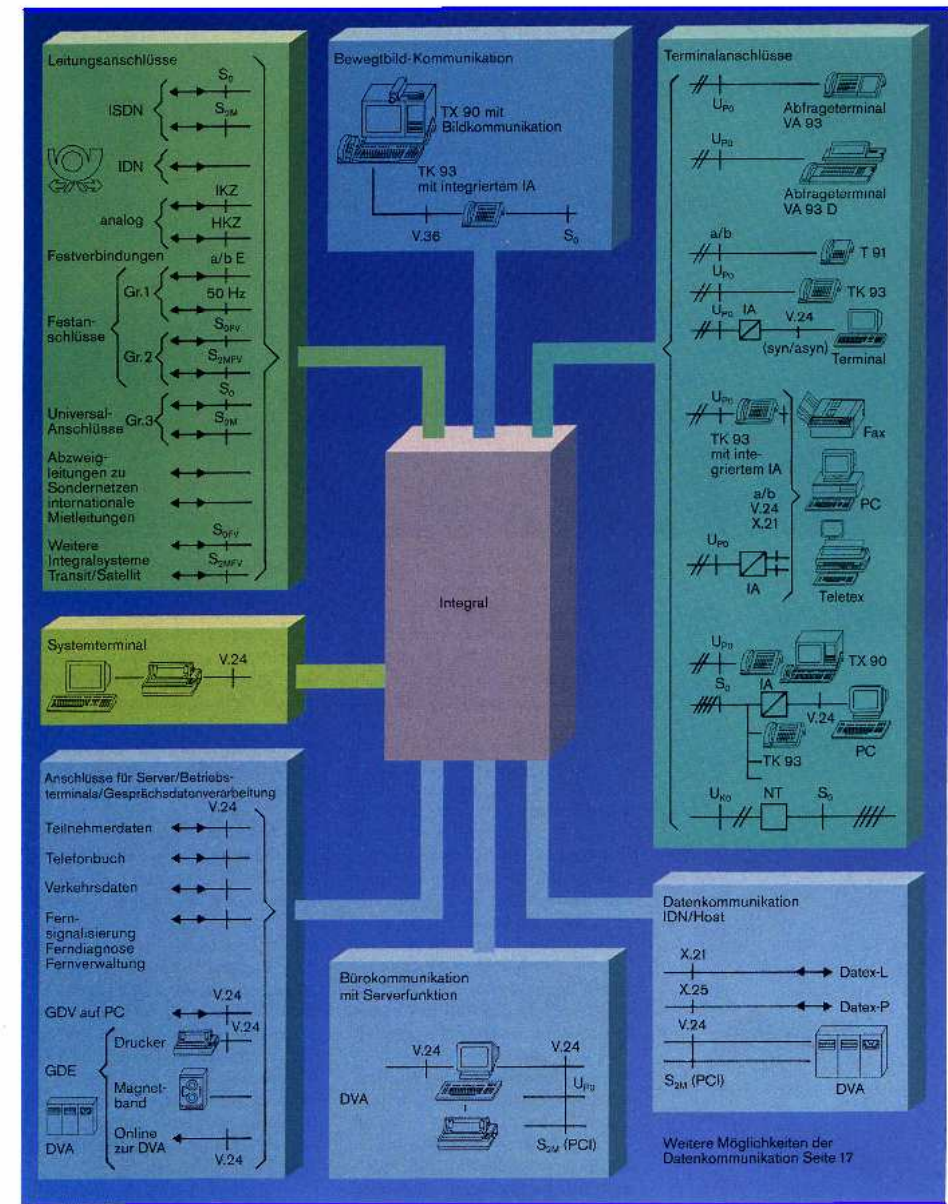 Leitungsanschlüsse
S₀
ISDN
S₂M
IDN
IKZ
analog
HKZ
Festverbindungen
a/b E
Gr.1
50 Hz
Festan-
schlüsse
S₀FV
Gr.2
S₂MFV
S₀
Universal-
Anschlüsse
Gr.3
S₂M
Abzweig-
leitungen zu
Sondernetzen
internationale
Mietleitungen
S₀FV
Weitere
Integralsysteme
Transit/Satellit
S₂MFV
Bewegtbild-Kommunikation
TX 90 mit
Bildkommunikation
TK 93
mit integriertem IA
V.36
S₀
Terminalanschlüsse
UP0
Abfrageterminal
VA 93
UP0
Abfrageterminal
VA 93 D
a/b
T 91
UP0
TK 93
UP0 IA V.24
(syn/asyn)
Terminal
UP0
Fax
TK 93
mit inte-
griertem IA
a/b
V.24
X.21
PC
UP0
IA
Teletex
UP0
TX 90
S₀
IA
V.24
PC
TK 93
UK0 NT S₀
Integral
Systemterminal
V.24
Anschlüsse für Server/Betriebs-
terminals/Gesprächsdatenverarbeitung
V.24
Teilnehmerdaten
Telefonbuch
Verkehrsdaten
Fern-
signalisierung
Ferndiagnose
Fernverwaltung
V.24
GDV auf PC
V.24
Drucker
GDE
Magnet-
band
Online
zur DVA
DVA
V.24
Bürokommunikation
mit Serverfunktion
V.24
V.24
DVA
UP0
S₂M (PCI)
Datenkommunikation
IDN/Host
X.21
Datex-L
X.25
Datex-P
V.24
S₂M (PCI)
DVA
Weitere Möglichkeiten der
Datenkommunikation Seite 17